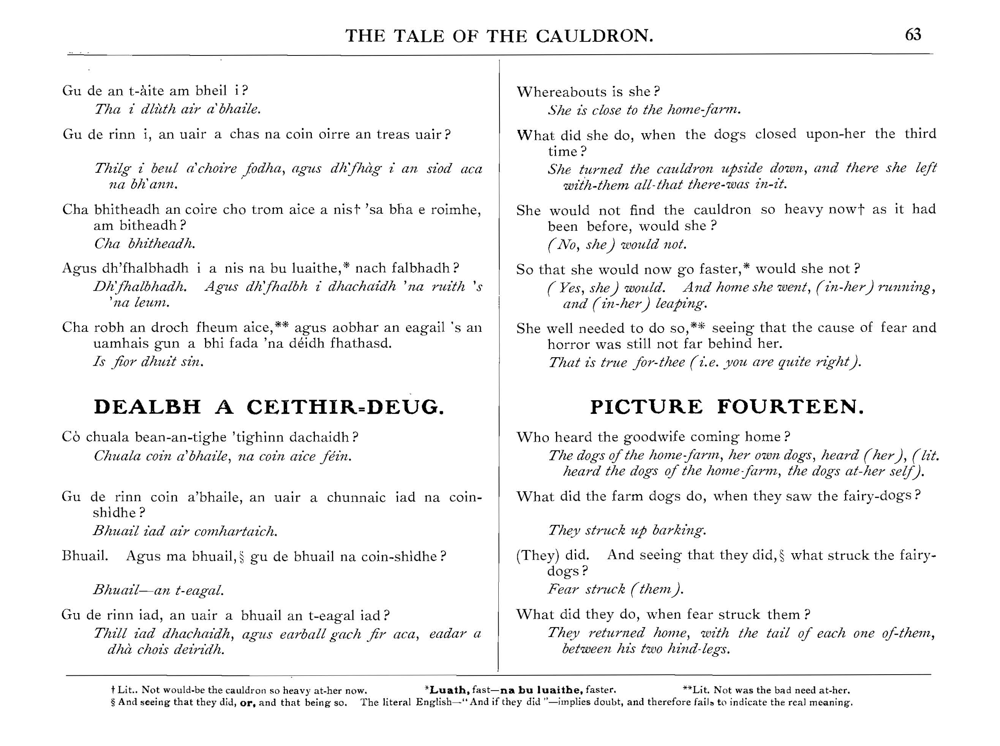 THE TALE OF THE CAULDRON.
63
Gu de an t-àite am bheil i?
Tha i dlùth air a'bhaile.
Gu de rinn i, an uair a chas na coin oirre an treas uair?
Thilg i beul a'choire fodha, agus dh'fhàg i an siod aca
na bh'ann.
Cha bhitheadh an coire cho trom aice a nis† 'sa bha e roimhe,
am bitheadh?
Cha bhitheadh.
Agus dh'fhalbhadh i a nis na bu luaithe,* nach falbhadh?
Dh'fhalbhadh. Agus dh'fhalbh i dhachaidh 'na ruith 's
'na leum.
Cha robh an droch fheum aice,** agus aobhar an eagail 's an
uamhais gun a bhi fada 'na déidh fhathasd.
Is fior dhuit sin.
DEALBH A CEITHIR=DEUG.
Cò chuala bean-an-tighe 'tighinn dachaidh?
Chuala coin a'bhaile, na coin aice féin.
Gu de rinn coin a'bhaile, an uair a chunnaic iad na coin-
shìdhe?
Bhuail iad air comhartaich.
Bhuail. Agus ma bhuail,§ gu de bhuail na coin-shìdhe?
Bhuail—an t-eagal.
Gu de rinn iad, an uair a bhuail an t-eagal iad?
Thill iad dhachaidh, agus earball gach fir aca, eadar a
dhà chois deiridh.
Whereabouts is she?
She is close to the home-farm.
What did she do, when the dogs closed upon-her the third
time?
She turned the cauldron upside down, and there she left
with-them all-that there-was in-it.
She would not find the cauldron so heavy now† as it had
been before, would she?
(No, she) would not.
So that she would now go faster,* would she not?
(Yes, she) would. And home she went, (in-her) running,
and (in-her) leaping.
She well needed to do so,** seeing that the cause of fear and
horror was still not far behind her.
That is true for-thee (i.e. you are quite right).
PICTURE FOURTEEN.
Who heard the goodwife coming home?
The dogs of the home-farm, her own dogs, heard (her), (lit.
heard the dogs of the home-farm, the dogs at-her self).
What did the farm dogs do, when they saw the fairy-dogs?
They struck up barking.
(They) did. And seeing that they did,§ what struck the fairy-
dogs?
Fear struck (them).
What did they do, when fear struck them?
They returned home, with the tail of each one of-them,
between his two hind-legs.
† Lit.. Not would-be the cauldron so heavy at-her now. *Luath, fast—na bu luaithe, faster. **Lit. Not was the bad need at-her.
§ And seeing that they did, or, and that being so. The literal English—"And if they did"—implies doubt, and therefore fails to indicate the real meaning.